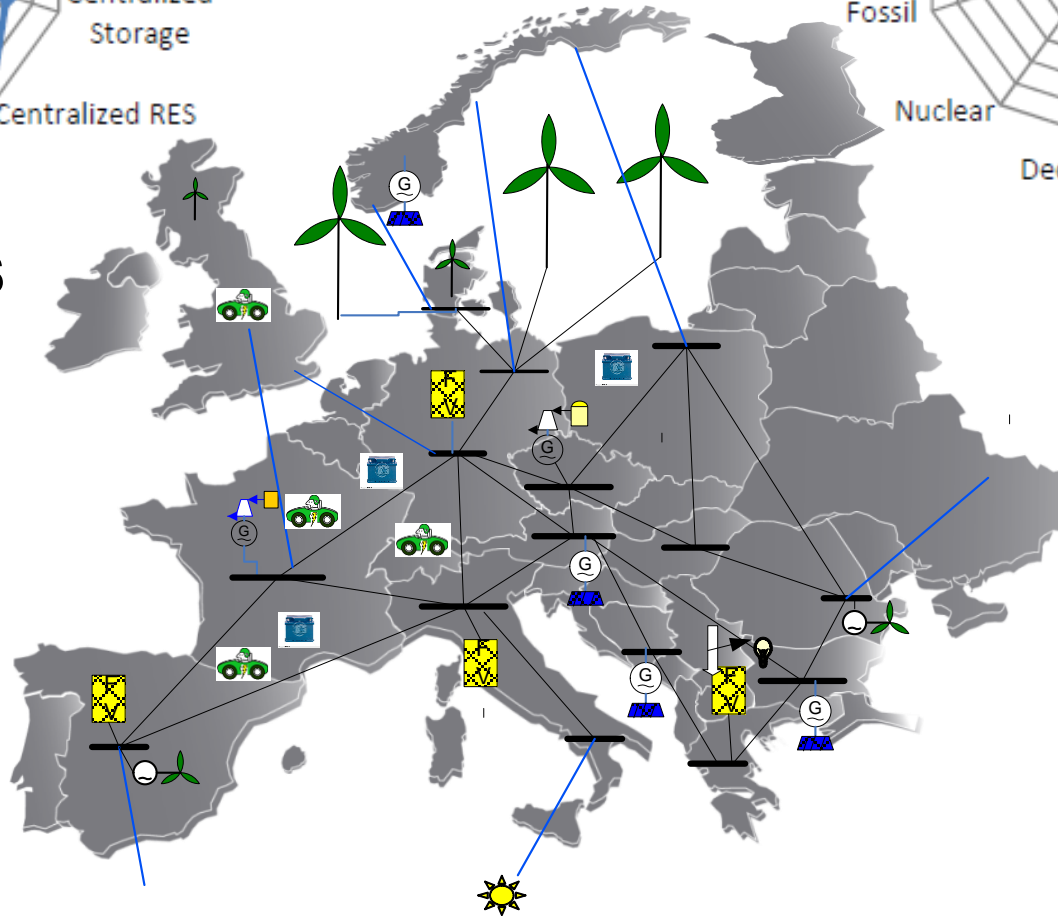 Centralized
Storage
Centralized RES
Fossil
Nuclear
S
G
G
G
G
G
G
F
V
F
V
F
V
F
V